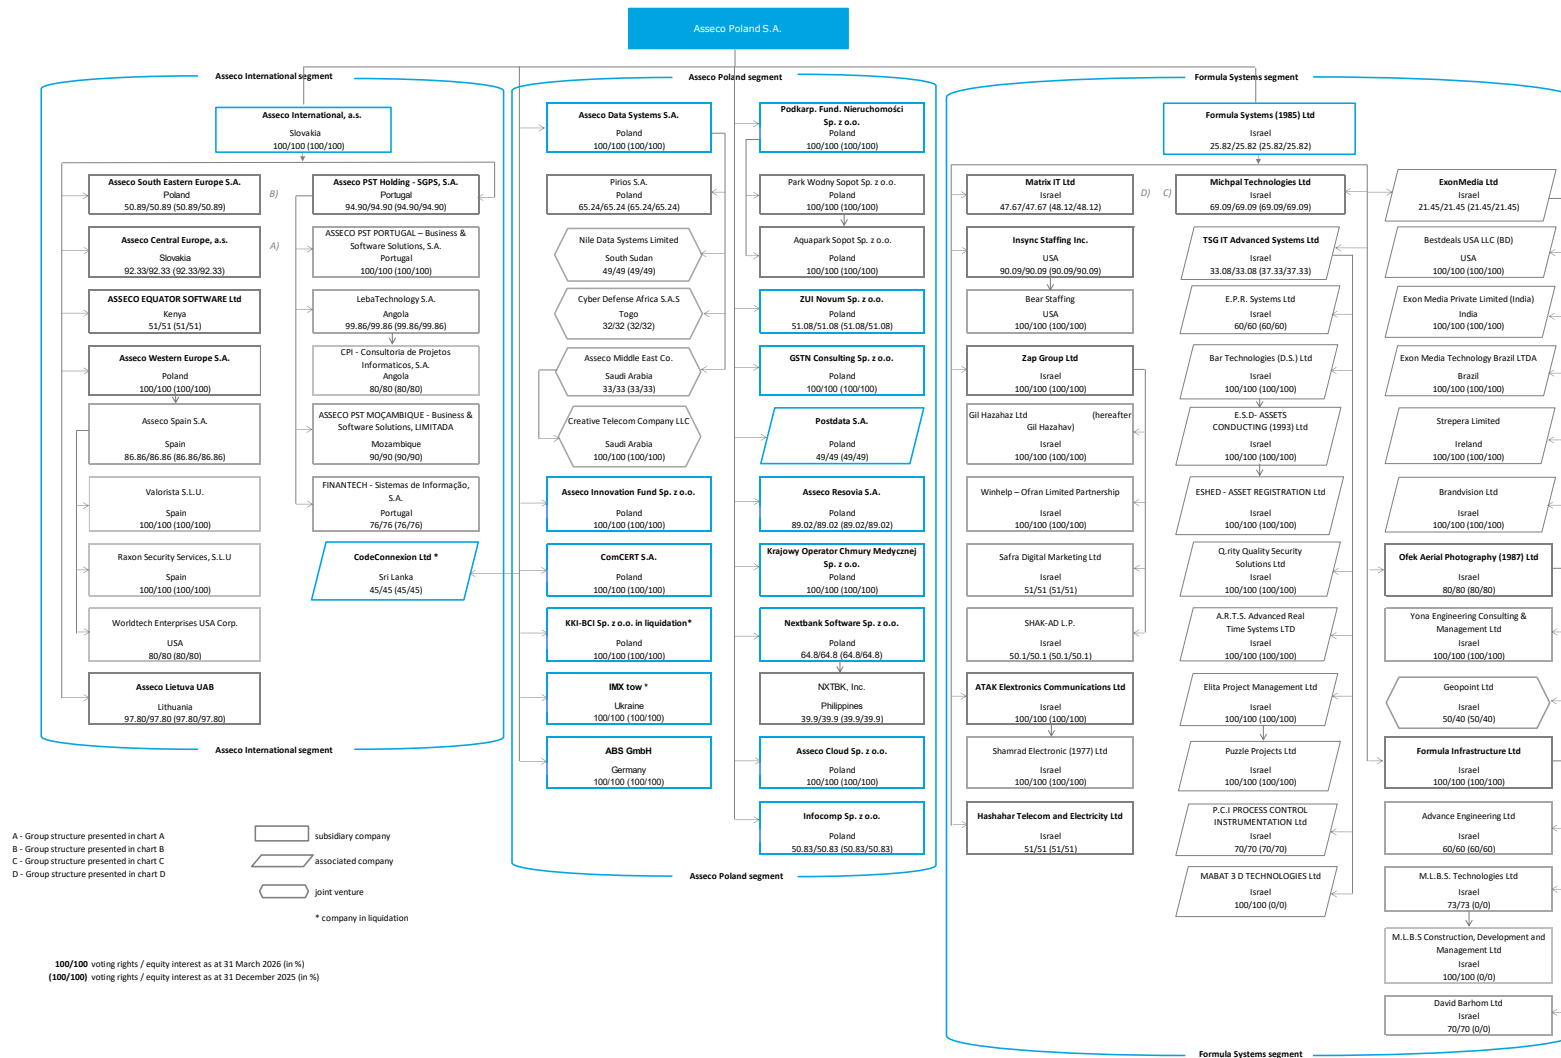 Asseco Poland S.A.
Asseco International segment
Asseco International, a.s.
Slovakia
100/100 (100/100)
Asseco South Eastern Europe S.A.
Poland
50.89/50.89 (50.89/50.89)
B)
Asseco Central Europe, a.s.
Slovakia
92.33/92.33 (92.33/92.33)
A)
ASSECO EQUATOR SOFTWARE Ltd
Kenya
51/51 (51/51)
Asseco Western Europe S.A.
Poland
100/100 (100/100)
Asseco Spain S.A.
Spain
86.86/86.86 (86.86/86.86)
Valorista S.L.U.
Spain
100/100 (100/100)
Raxon Security Services, S.L.U
Spain
100/100 (100/100)
Worldtech Enterprises USA Corp.
USA
80/80 (80/80)
Asseco Lietuva UAB
Lithuania
97.80/97.80 (97.80/97.80)
Asseco PST Holding - SGPS, S.A.
Portugal
94.90/94.90 (94.90/94.90)
ASSECO PST PORTUGAL – Business &
Software Solutions, S.A.
Portugal
100/100 (100/100)
LebaTechnology S.A.
Angola
99.86/99.86 (99.86/99.86)
CPI - Consultoria de Projetos
Informaticos, S.A.
Angola
80/80 (80/80)
ASSECO PST MOÇAMBIQUE - Business &
Software Solutions, LIMITADA
Mozambique
90/90 (90/90)
FINANTECH - Sistemas de Informação,
S.A.
Portugal
76/76 (76/76)
CodeConnexion Ltd *
Sri Lanka
45/45 (45/45)
Asseco International segment
Asseco Poland segment
Asseco Data Systems S.A.
Poland
100/100 (100/100)
Pirios S.A.
Poland
65.24/65.24 (65.24/65.24)
Nile Data Systems Limited
South Sudan
49/49 (49/49)
Cyber Defense Africa S.A.S
Togo
32/32 (32/32)
Asseco Middle East Co.
Saudi Arabia
33/33 (33/33)
Creative Telecom Company LLC
Saudi Arabia
100/100 (100/100)
Asseco Innovation Fund Sp. z o.o.
Poland
100/100 (100/100)
ComCERT S.A.
Poland
100/100 (100/100)
KKI-BCI Sp. z o.o. in liquidation*
Poland
100/100 (100/100)
IMX tow *
Ukraine
100/100 (100/100)
ABS GmbH
Germany
100/100 (100/100)
Podkarp. Fund. Nieruchomości
Sp. z o.o.
Poland
100/100 (100/100)
Park Wodny Sopot Sp. z o.o.
Poland
100/100 (100/100)
Aquapark Sopot Sp. z o.o.
Poland
100/100 (100/100)
ZUI Novum Sp. z o.o.
Poland
51.08/51.08 (51.08/51.08)
GSTN Consulting Sp. z o.o.
Poland
100/100 (100/100)
Postdata S.A.
Poland
49/49 (49/49)
Asseco Resovia S.A.
Poland
89.02/89.02 (89.02/89.02)
Krajowy Operator Chmury Medycznej
Sp. z o.o.
Poland
100/100 (100/100)
Nextbank Software Sp. z o.o.
Poland
64.8/64.8 (64.8/64.8)
NXTBK, Inc.
Philippines
39.9/39.9 (39.9/39.9)
Asseco Cloud Sp. z o.o.
Poland
100/100 (100/100)
Infocomp Sp. z o.o.
Poland
50.83/50.83 (50.83/50.83)
Asseco Poland segment
Formula Systems segment
Formula Systems (1985) Ltd
Israel
25.82/25.82 (25.82/25.82)
Matrix IT Ltd
Israel
47.67/47.67 (48.12/48.12)
D)
C)
Insync Staffing Inc.
USA
90.09/90.09 (90.09/90.09)
Bear Staffing
USA
100/100 (100/100)
Zap Group Ltd
Israel
100/100 (100/100)
Gil Hazahaz Ltd (hereafter
Gil Hazahav)
Israel
100/100 (100/100)
Winhelp – Ofran Limited Partnership
Israel
100/100 (100/100)
Safra Digital Marketing Ltd
Israel
51/51 (51/51)
SHAK-AD L.P.
Israel
50.1/50.1 (50.1/50.1)
ATAK Elextronics Communications Ltd
Israel
100/100 (100/100)
Shamrad Electronic (1977) Ltd
Israel
100/100 (100/100)
Hashahar Telecom and Electricity Ltd
Israel
51/51 (51/51)
Michpal Technologies Ltd
Israel
69.09/69.09 (69.09/69.09)
TSG IT Advanced Systems Ltd
Israel
33.08/33.08 (37.33/37.33)
E.P.R. Systems Ltd
Israel
60/60 (60/60)
Bar Technologies (D.S.) Ltd
Israel
100/100 (100/100)
E.S.D- ASSETS
CONDUCTING (1993) Ltd
Israel
100/100 (100/100)
ESHED - ASSET REGISTRATION Ltd
Israel
100/100 (100/100)
Q.rity Quality Security
Solutions Ltd
Israel
100/100 (100/100)
A.R.T.S. Advanced Real
Time Systems LTD
Israel
100/100 (100/100)
Elita Project Management Ltd
Israel
100/100 (100/100)
Puzzle Projects Ltd
Israel
100/100 (100/100)
P.C.I PROCESS CONTROL
INSTRUMENTATION Ltd
Israel
70/70 (70/70)
MABAT 3 D TECHNOLOGIES Ltd
Israel
100/100 (0/0)
ExonMedia Ltd
Israel
21.45/21.45 (21.45/21.45)
Bestdeals USA LLC (BD)
USA
100/100 (100/100)
Exon Media Private Limited (India)
India
100/100 (100/100)
Exon Media Technology Brazil LTDA
Brazil
100/100 (100/100)
Strepera Limited
Ireland
100/100 (100/100)
Brandvision Ltd
Israel
100/100 (100/100)
Ofek Aerial Photography (1987) Ltd
Israel
80/80 (80/80)
Yona Engineering Consulting &
Management Ltd
Israel
100/100 (100/100)
Geopoint Ltd
Israel
50/40 (50/40)
Formula Infrastructure Ltd
Israel
100/100 (100/100)
Advance Engineering Ltd
Israel
60/60 (60/60)
M.L.B.S. Technologies Ltd
Israel
73/73 (0/0)
M.L.B.S Construction, Development and
Management Ltd
Israel
100/100 (0/0)
David Barhom Ltd
Israel
70/70 (0/0)
Formula Systems segment
A - Group structure presented in chart A
B - Group structure presented in chart B
C - Group structure presented in chart C
D - Group structure presented in chart D
subsidiary company
associated company
joint venture
* company in liquidation
100/100 voting rights / equity interest as at 31 March 2026 (in %)
(100/100) voting rights / equity interest as at 31 December 2025 (in %)